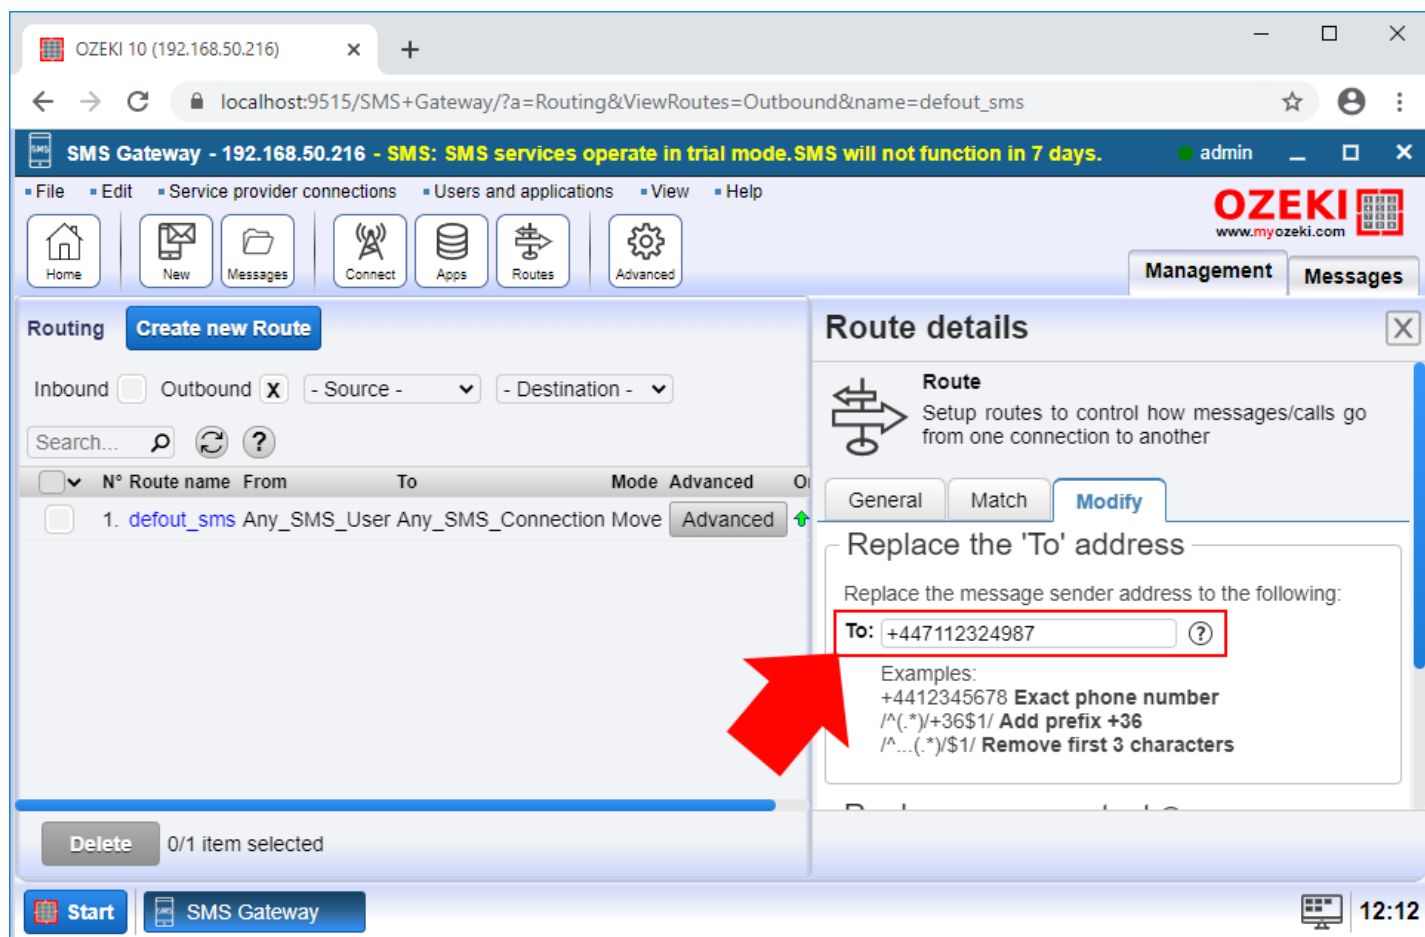 OZEKI 10 (192.168.50.216)
localhost:9515/SMS+Gateway/?a=Routing&ViewRoutes=Outbound&name=defout_sms
SMS
SMS Gateway - 192.168.50.216 - SMS: SMS services operate in trial mode.SMS will not function in 7 days.
admin
File Edit Service provider connections Users and applications View Help
OZEKI
www.myozeki.com
Home New Messages Connect Apps Routes Advanced
Management Messages
Routing Create new Route
Inbound Outbound X - Source - - Destination -
Search... ?
N° Route name From To Mode Advanced
1. defout_sms Any_SMS_User Any_SMS_Connection Move Advanced
Delete 0/1 item selected
Route details X
Route
Setup routes to control how messages/calls go
from one connection to another
General Match Modify
Replace the 'To' address
Replace the message sender address to the following:
To: +447112324987 ?
Examples:
+4412345678 Exact phone number
/^(.*)/+36$1/ Add prefix +36
/^...(.*)/$1/ Remove first 3 characters
Start SMS Gateway 12:12